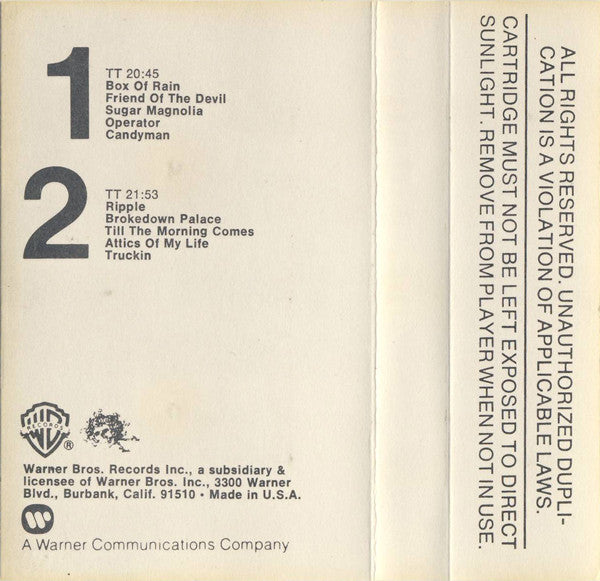 1
TT 20:45
Box Of Rain
Friend Of The Devil
Sugar Magnolia
Operator
Candyman
2
TT 21:53
Ripple
Brokedown Palace
Till The Morning Comes
Attics Of My Life
Truckin
WB
RECORDS
®
Warner Bros. Records Inc., a subsidiary &
licensee of Warner Bros. Inc., 3300 Warner
Blvd., Burbank, Calif. 91510 • Made in U.S.A.
A Warner Communications Company
ALL RIGHTS RESERVED. UNAUTHORIZED DUPLI-
CATION IS A VIOLATION OF APPLICABLE LAWS.
CARTRIDGE MUST NOT BE LEFT EXPOSED TO DIRECT
SUNLIGHT. REMOVE FROM PLAYER WHEN NOT IN USE.